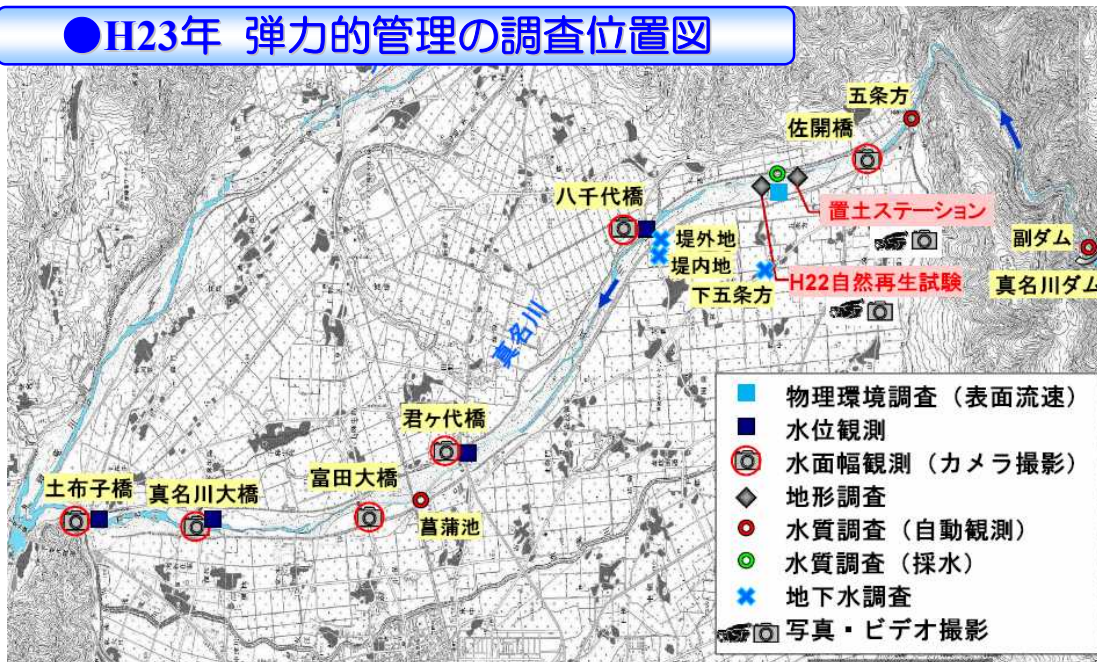 ●H23年 弾力的管理の調査位置図
五条方
佐開橋
八千代橋
置土ステーション
堤外地
副ダム
堤内地
下五条方
H22自然再生試験
真名川ダム
真名川
君ヶ代橋
富田大橋
土布子橋
真名川大橋
菖蒲池
物理環境調査（表面流速）
水位観測
水面幅観測（カメラ撮影）
地形調査
水質調査（自動観測）
水質調査（採水）
地下水調査
写真・ビデオ撮影